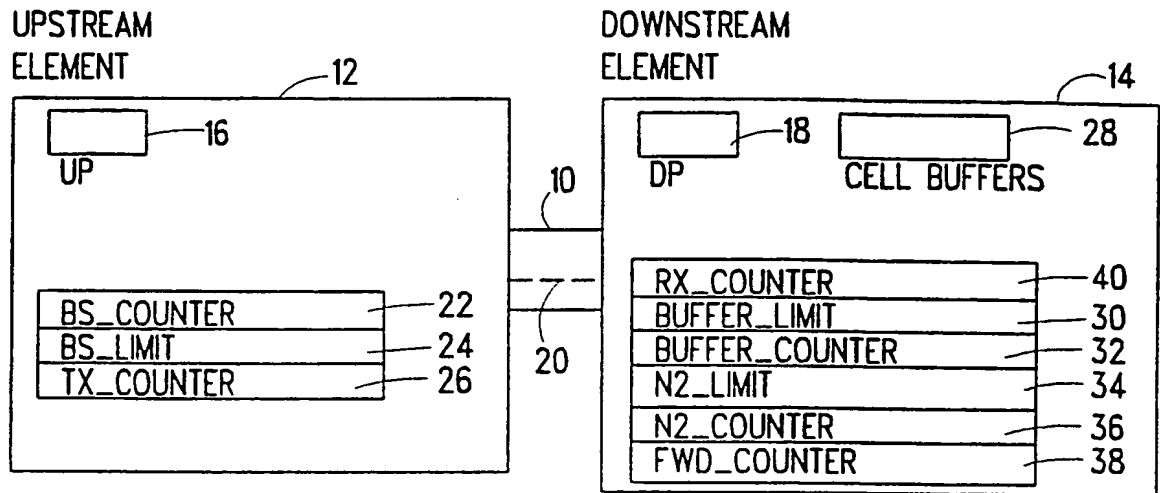 UPSTREAM
ELEMENT
12
16
UP
BS_COUNTER
22
BS_LIMIT
24
TX_COUNTER
26
10
20
DOWNSTREAM
ELEMENT
14
18
DP
28
CELL BUFFERS
RX_COUNTER
40
BUFFER_LIMIT
30
BUFFER_COUNTER
32
N2_LIMIT
34
N2_COUNTER
36
FWD_COUNTER
38